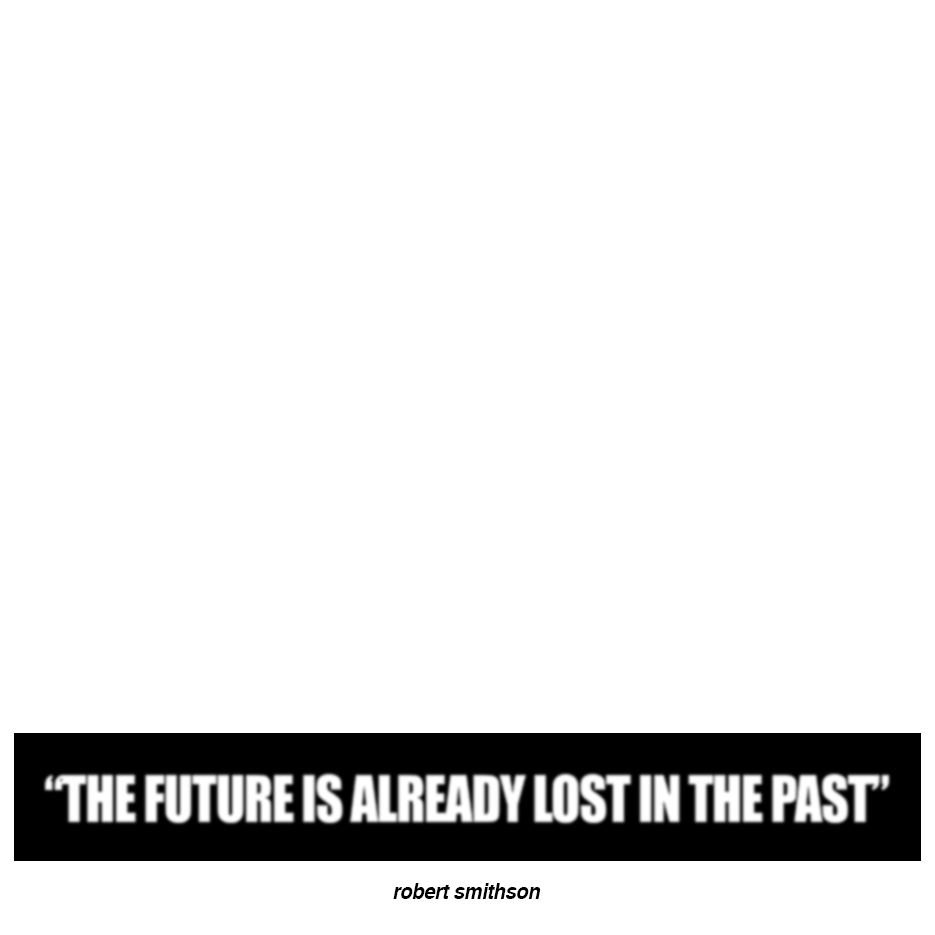 “THE FUTURE IS ALREADY LOST IN THE PAST”
robert smithson